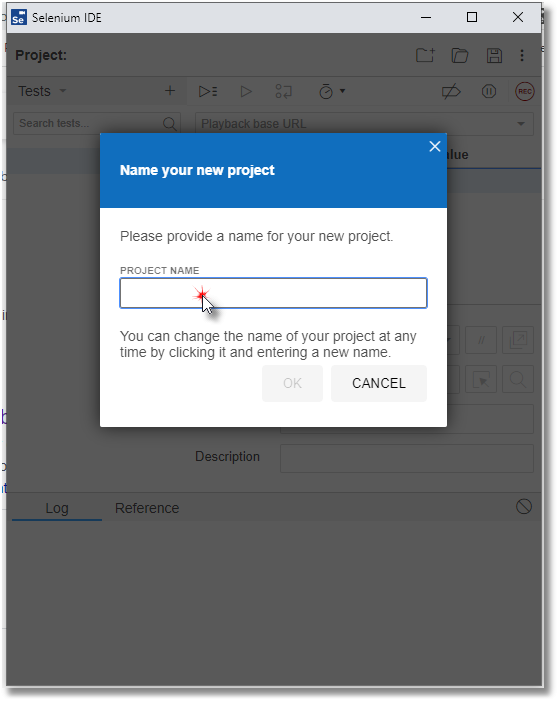 Selenium IDE
Project:
Tests
REC
Search tests...
Playback base URL
alue
Name your new project
Please provide a name for your new project.
PROJECT NAME
You can change the name of your project at any
time by clicking it and entering a new name.
OK
CANCEL
//
Description
Log
Reference